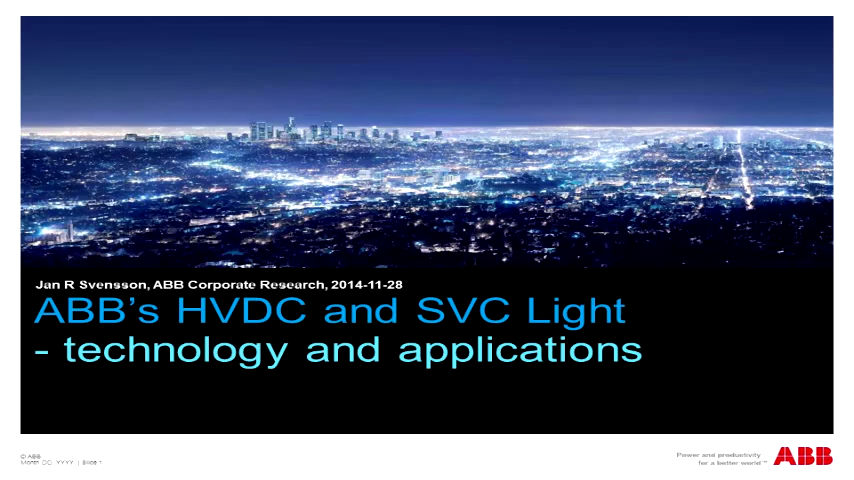 Jan R Svensson, ABB Corporate Research, 2014-11-28
ABB's HVDC and SVC Light
- technology and applications
© ABB
Month DD, YYYY | Slide 1
Power and productivity
for a better world™
ABB